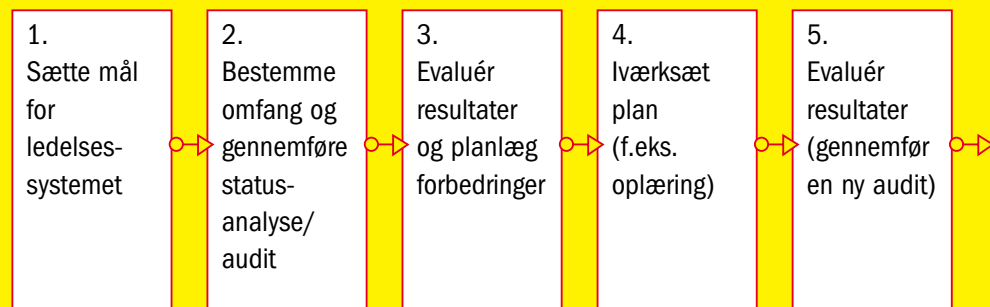 1.
Sætte mål
for
ledelses-
systemet
2.
Bestemme
omfang og
gennemføre
status-
analyse/
audit
3.
Evaluér
resultater
og planlæg
forbedringer
4.
Iværksæt
plan
(f.eks.
oplæring)
5.
Evaluér
resultater
(gennemfør
en ny audit)